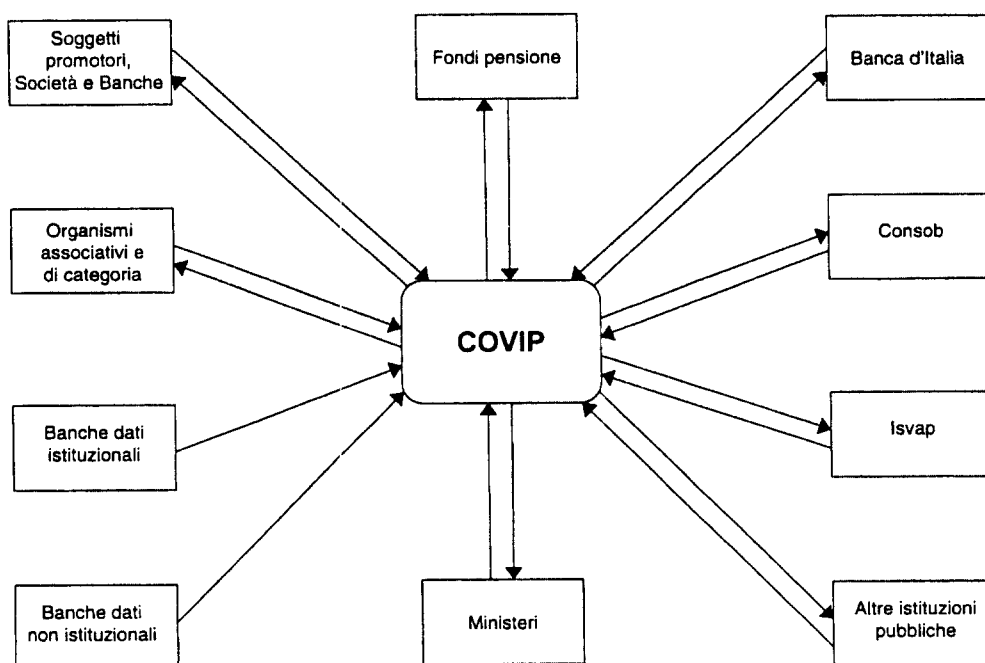 Soggetti
promotori,
Società e Banche
Fondi pensione
Banca d'Italia
Organismi
associativi e
di categoria
Consob
COVIP
Banche dati
istituzionali
Isvap
Banche dati
non istituzionali
Ministeri
Altre istituzioni
pubbliche